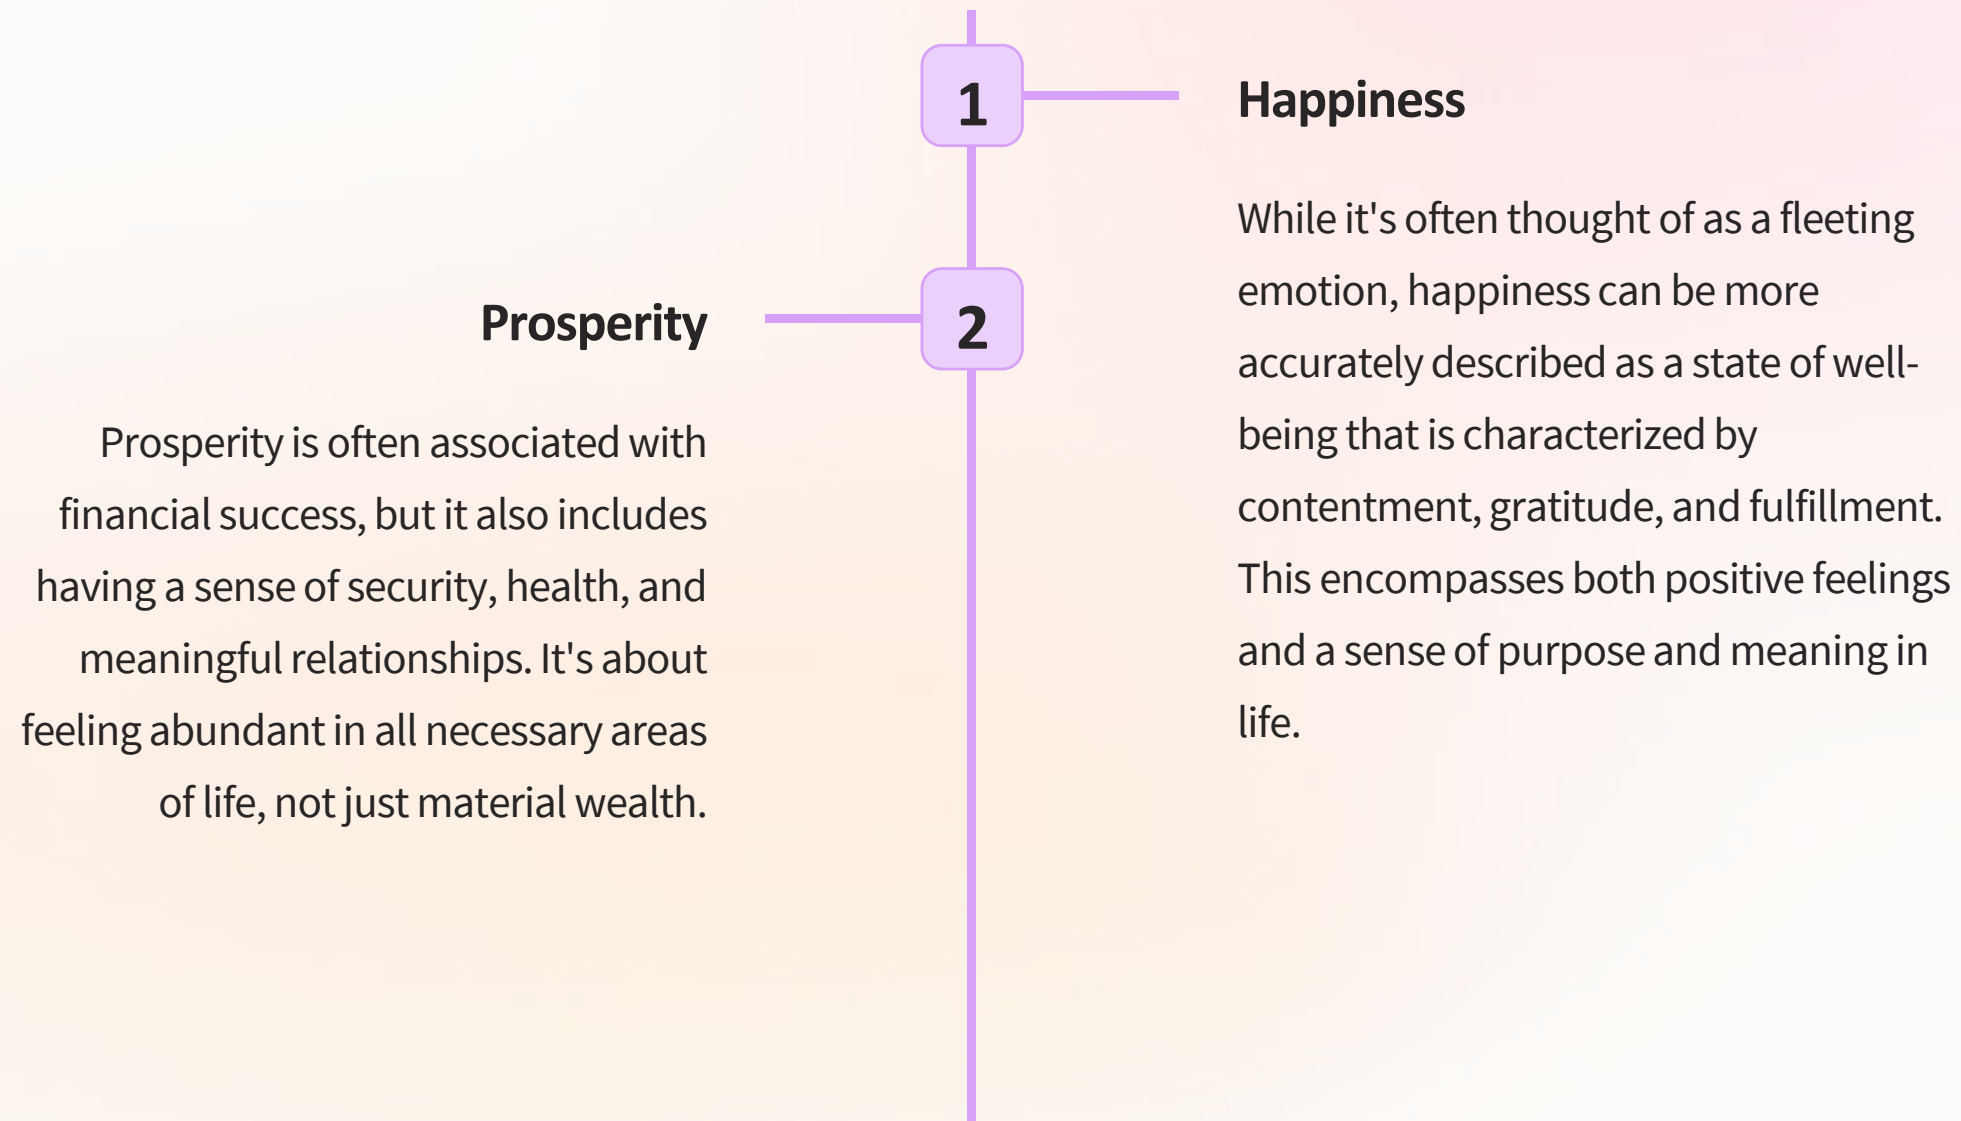 1
Happiness
While it's often thought of as a fleeting
emotion, happiness can be more
accurately described as a state of well-
being that is characterized by
contentment, gratitude, and fulfillment.
This encompasses both positive feelings
and a sense of purpose and meaning in
life.
2
Prosperity
Prosperity is often associated with
financial success, but it also includes
having a sense of security, health, and
meaningful relationships. It's about
feeling abundant in all necessary areas
of life, not just material wealth.